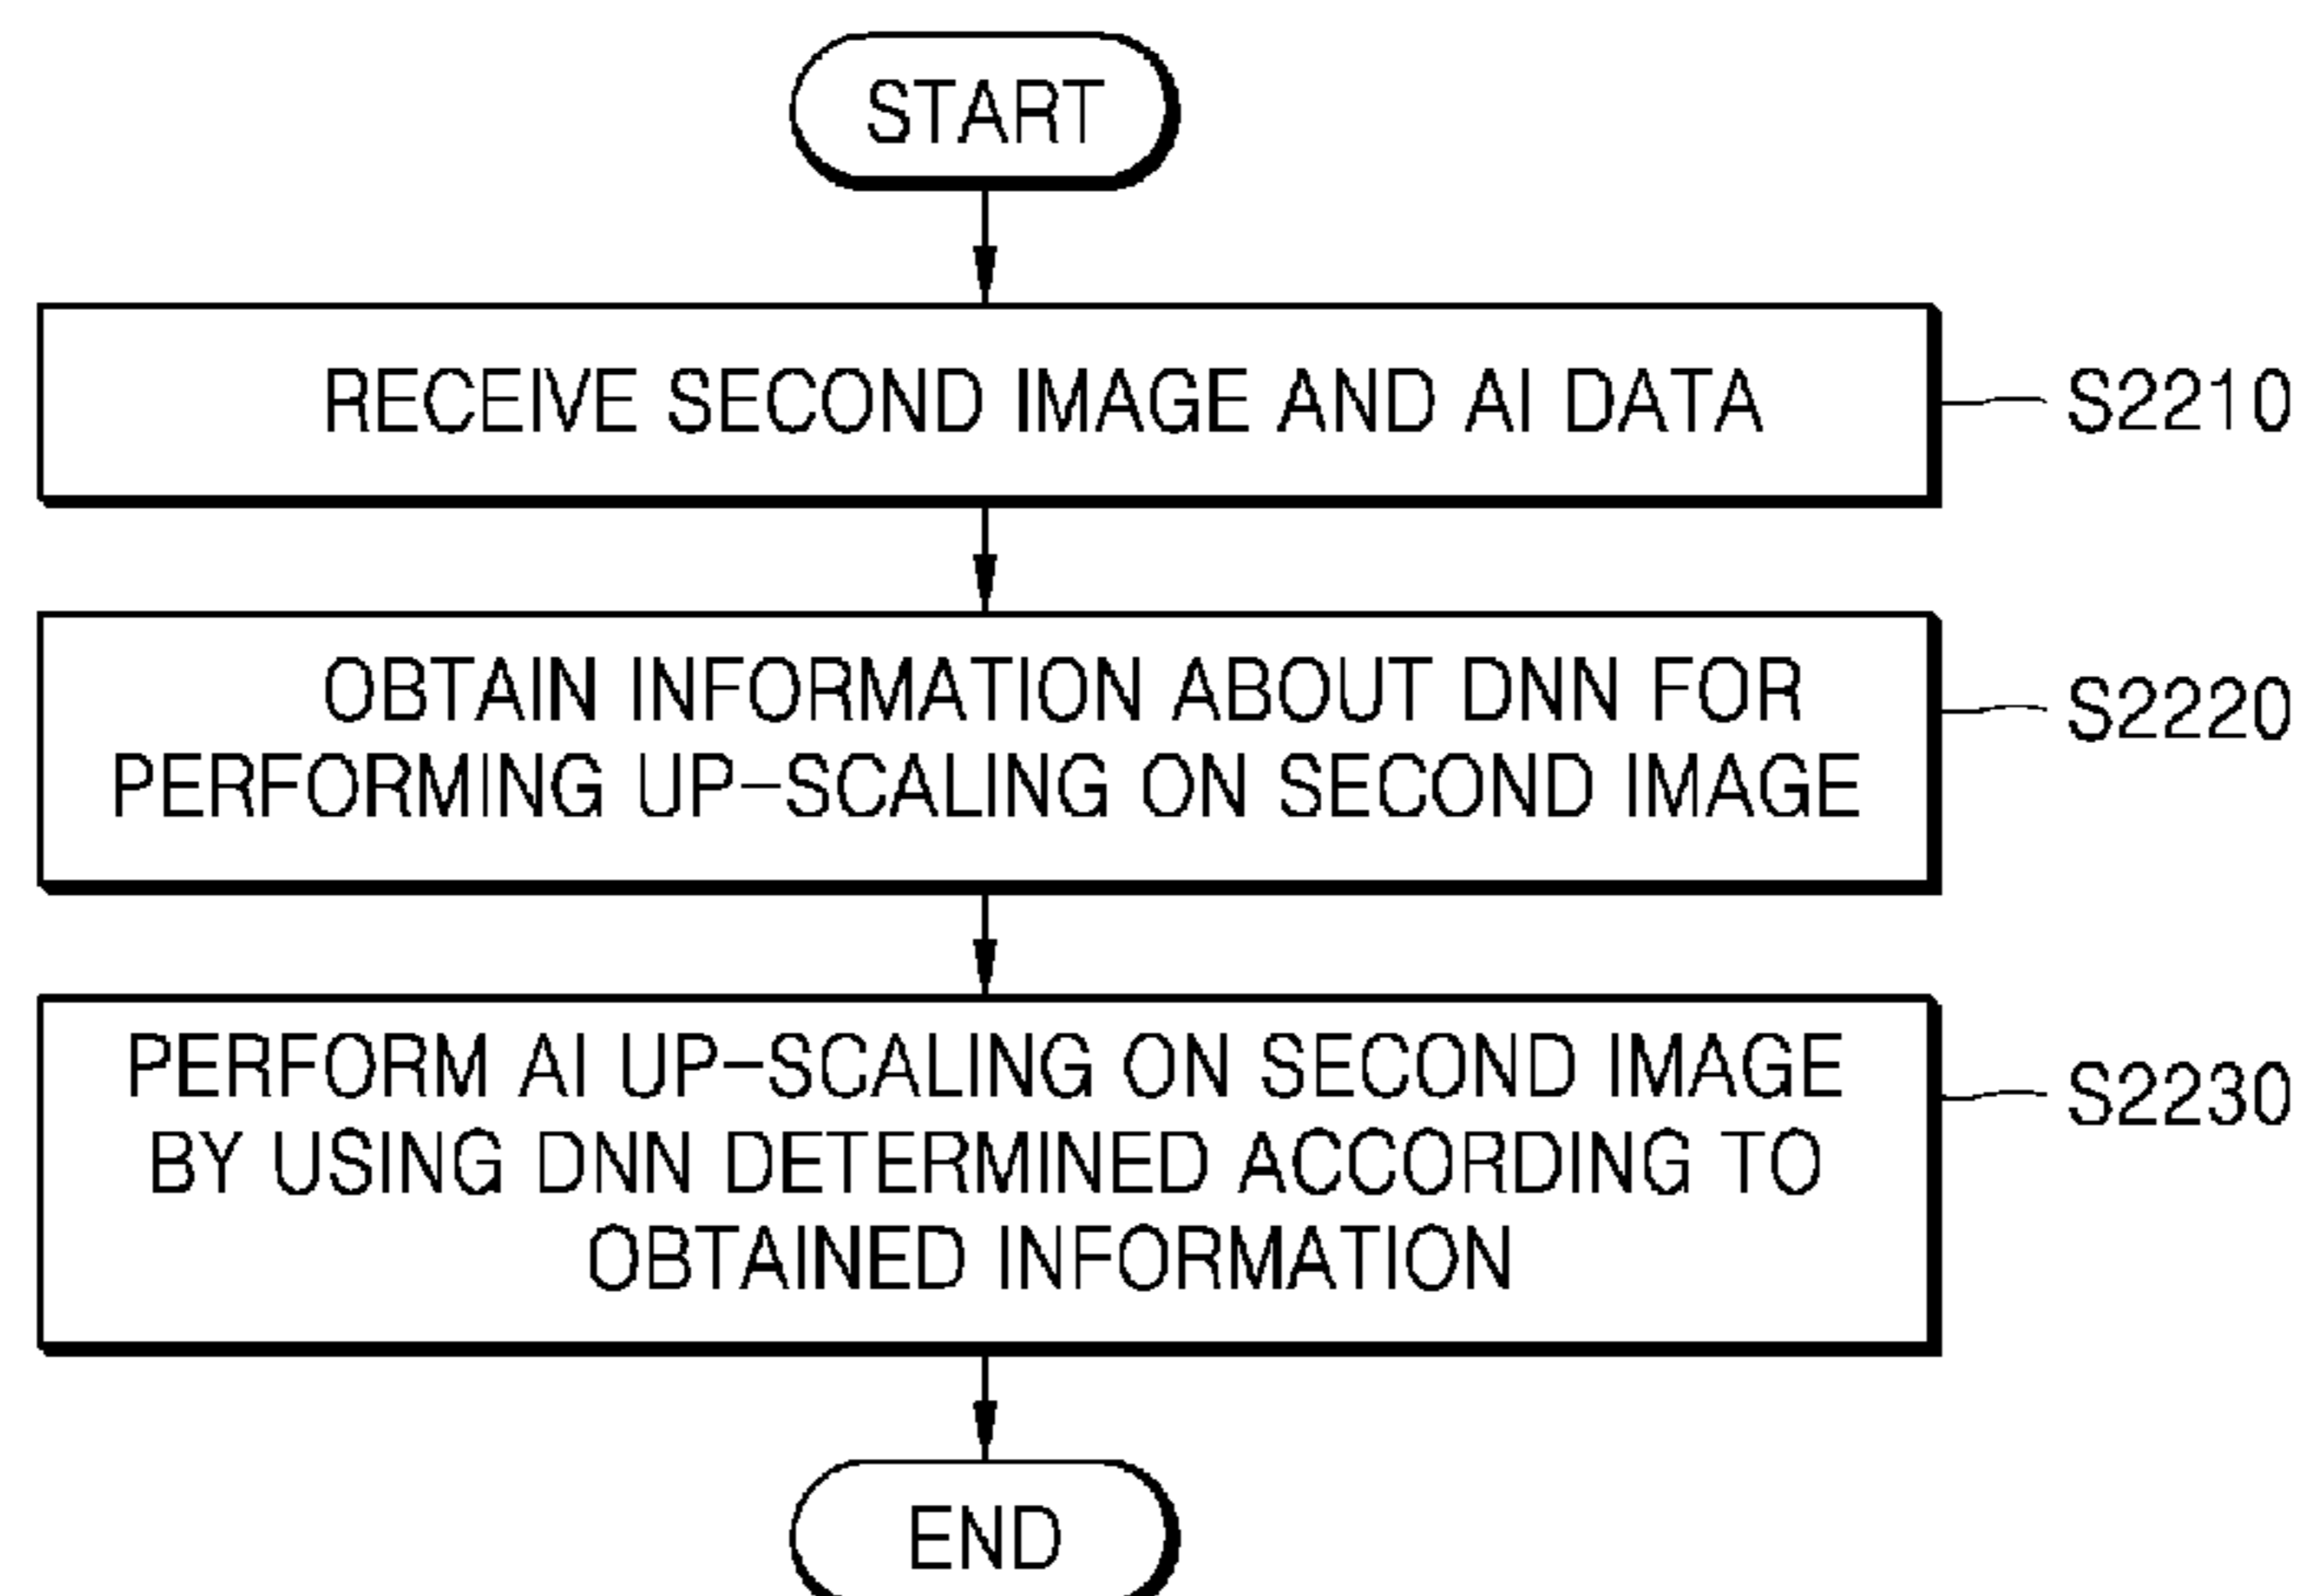 START
RECEIVE SECOND IMAGE AND AI DATA
S2210
OBTAIN INFORMATION ABOUT DNN FOR
PERFORMING UP-SCALING ON SECOND IMAGE
S2220
PERFORM AI UP-SCALING ON SECOND IMAGE
BY USING DNN DETERMINED ACCORDING TO
OBTAINED INFORMATION
S2230
END